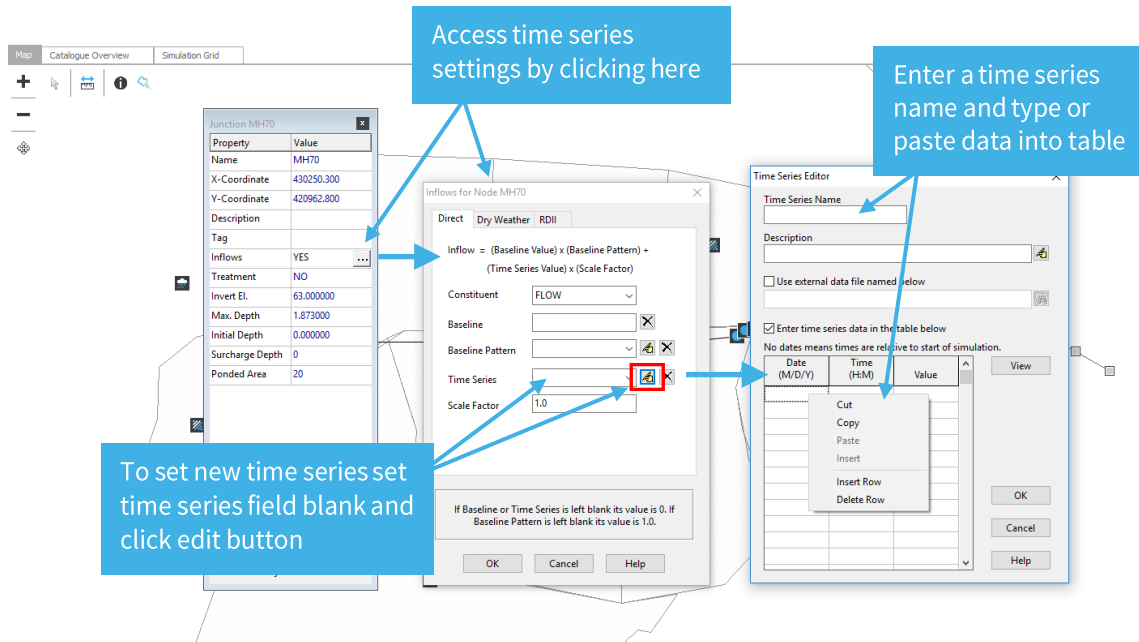 Access time series
settings by clicking here
Enter a time series
name and type or
paste data into table
Map
Catalogue Overview
Simulation Grid
Junction MH70
Property Value
Name MH70
X-Coordinate 430250.300
Y-Coordinate 420962.800
Description
Tag
Inflows YES ...
Treatment NO
Invert El. 63.000000
Max. Depth 1.873000
Initial Depth 0.000000
Surcharge Depth 0
Ponded Area 20
Inflows for Node MH70
Direct Dry Weather RDII
Inflow = (Baseline Value) x (Baseline Pattern) +
(Time Series Value) x (Scale Factor)
Constituent FLOW
Baseline
Baseline Pattern
Time Series
Scale Factor 1.0
If Baseline or Time Series is left blank its value is 0. If
Baseline Pattern is left blank its value is 1.0.
OK Cancel Help
To set new time series set
time series field blank and
click edit button
Time Series Editor
Time Series Name
Description
Use external data file named below
Enter time series data in the table below
No dates means times are relative to start of simulation.
Date Time
(M/D/Y) (H:M) Value
View
Cut
Copy
Paste
Insert
Insert Row
Delete Row
OK
Cancel
Help